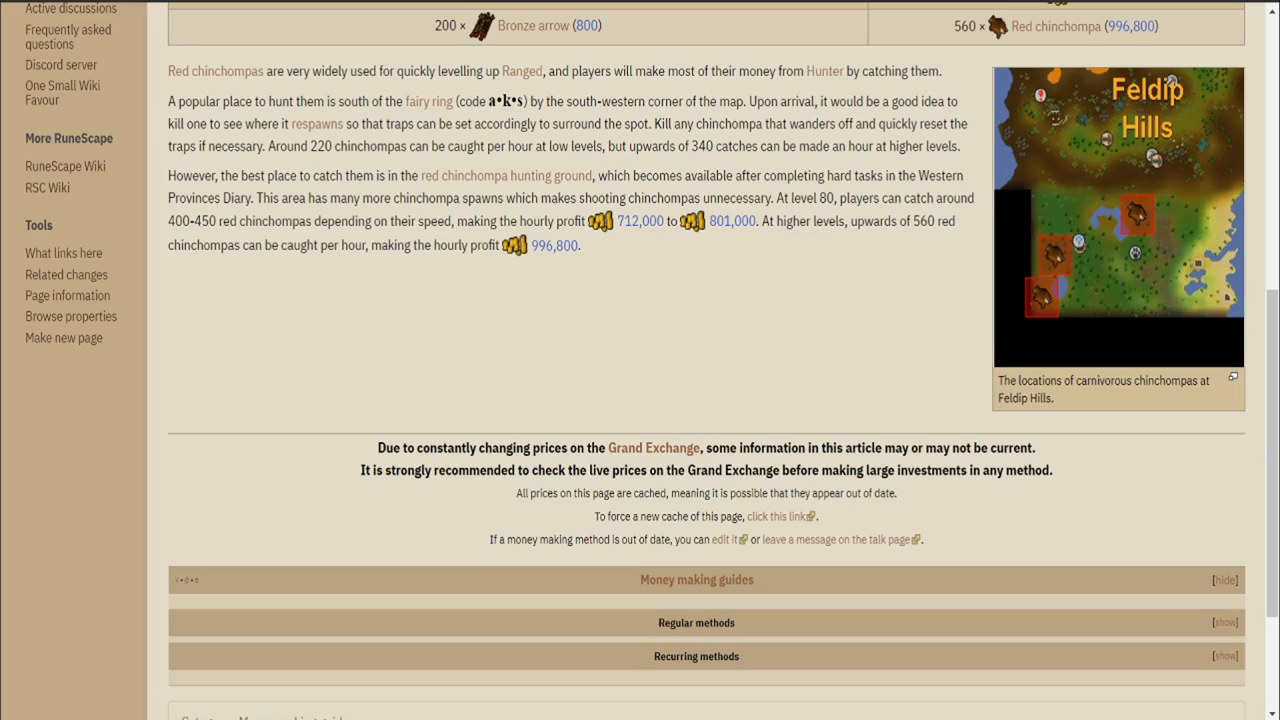 Active discussions
Frequently asked
questions
Discord server
One Small Wiki
Favour
More RuneScape
RuneScape Wiki
RSC Wiki
Tools
What links here
Related changes
Page information
Browse properties
Make new page
200 × Bronze arrow (800)
560 × Red chinchompa (996,800)
Red chinchompas are very widely used for quickly levelling up Ranged, and players will make most of their money from Hunter by catching them.
A popular place to hunt them is south of the fairy ring (code a•k•s) by the south-western corner of the map. Upon arrival, it would be a good idea to
kill one to see where it respawns so that traps can be set accordingly to surround the spot. Kill any chinchompa that wanders off and quickly reset the
traps if necessary. Around 220 chinchompas can be caught per hour at low levels, but upwards of 340 catches can be made an hour at higher levels.
However, the best place to catch them is in the red chinchompa hunting ground, which becomes available after completing hard tasks in the Western
Provinces Diary. This area has many more chinchompa spawns which makes shooting chinchompas unnecessary. At level 80, players can catch around
400-450 red chinchompas depending on their speed, making the hourly profit 712,000 to 801,000. At higher levels, upwards of 560 red
chinchompas can be caught per hour, making the hourly profit 996,800.
Feldip
Hills
The locations of carnivorous chinchompas at
Feldip Hills.
Due to constantly changing prices on the Grand Exchange, some information in this article may or may not be current.
It is strongly recommended to check the live prices on the Grand Exchange before making large investments in any method.
All prices on this page are cached, meaning it is possible that they appear out of date.
To force a new cache of this page, click this link.
If a money making method is out of date, you can edit it or leave a message on the talk page.
v•d•e
Money making guides
[hide]
Regular methods
[show]
Recurring methods
[show]